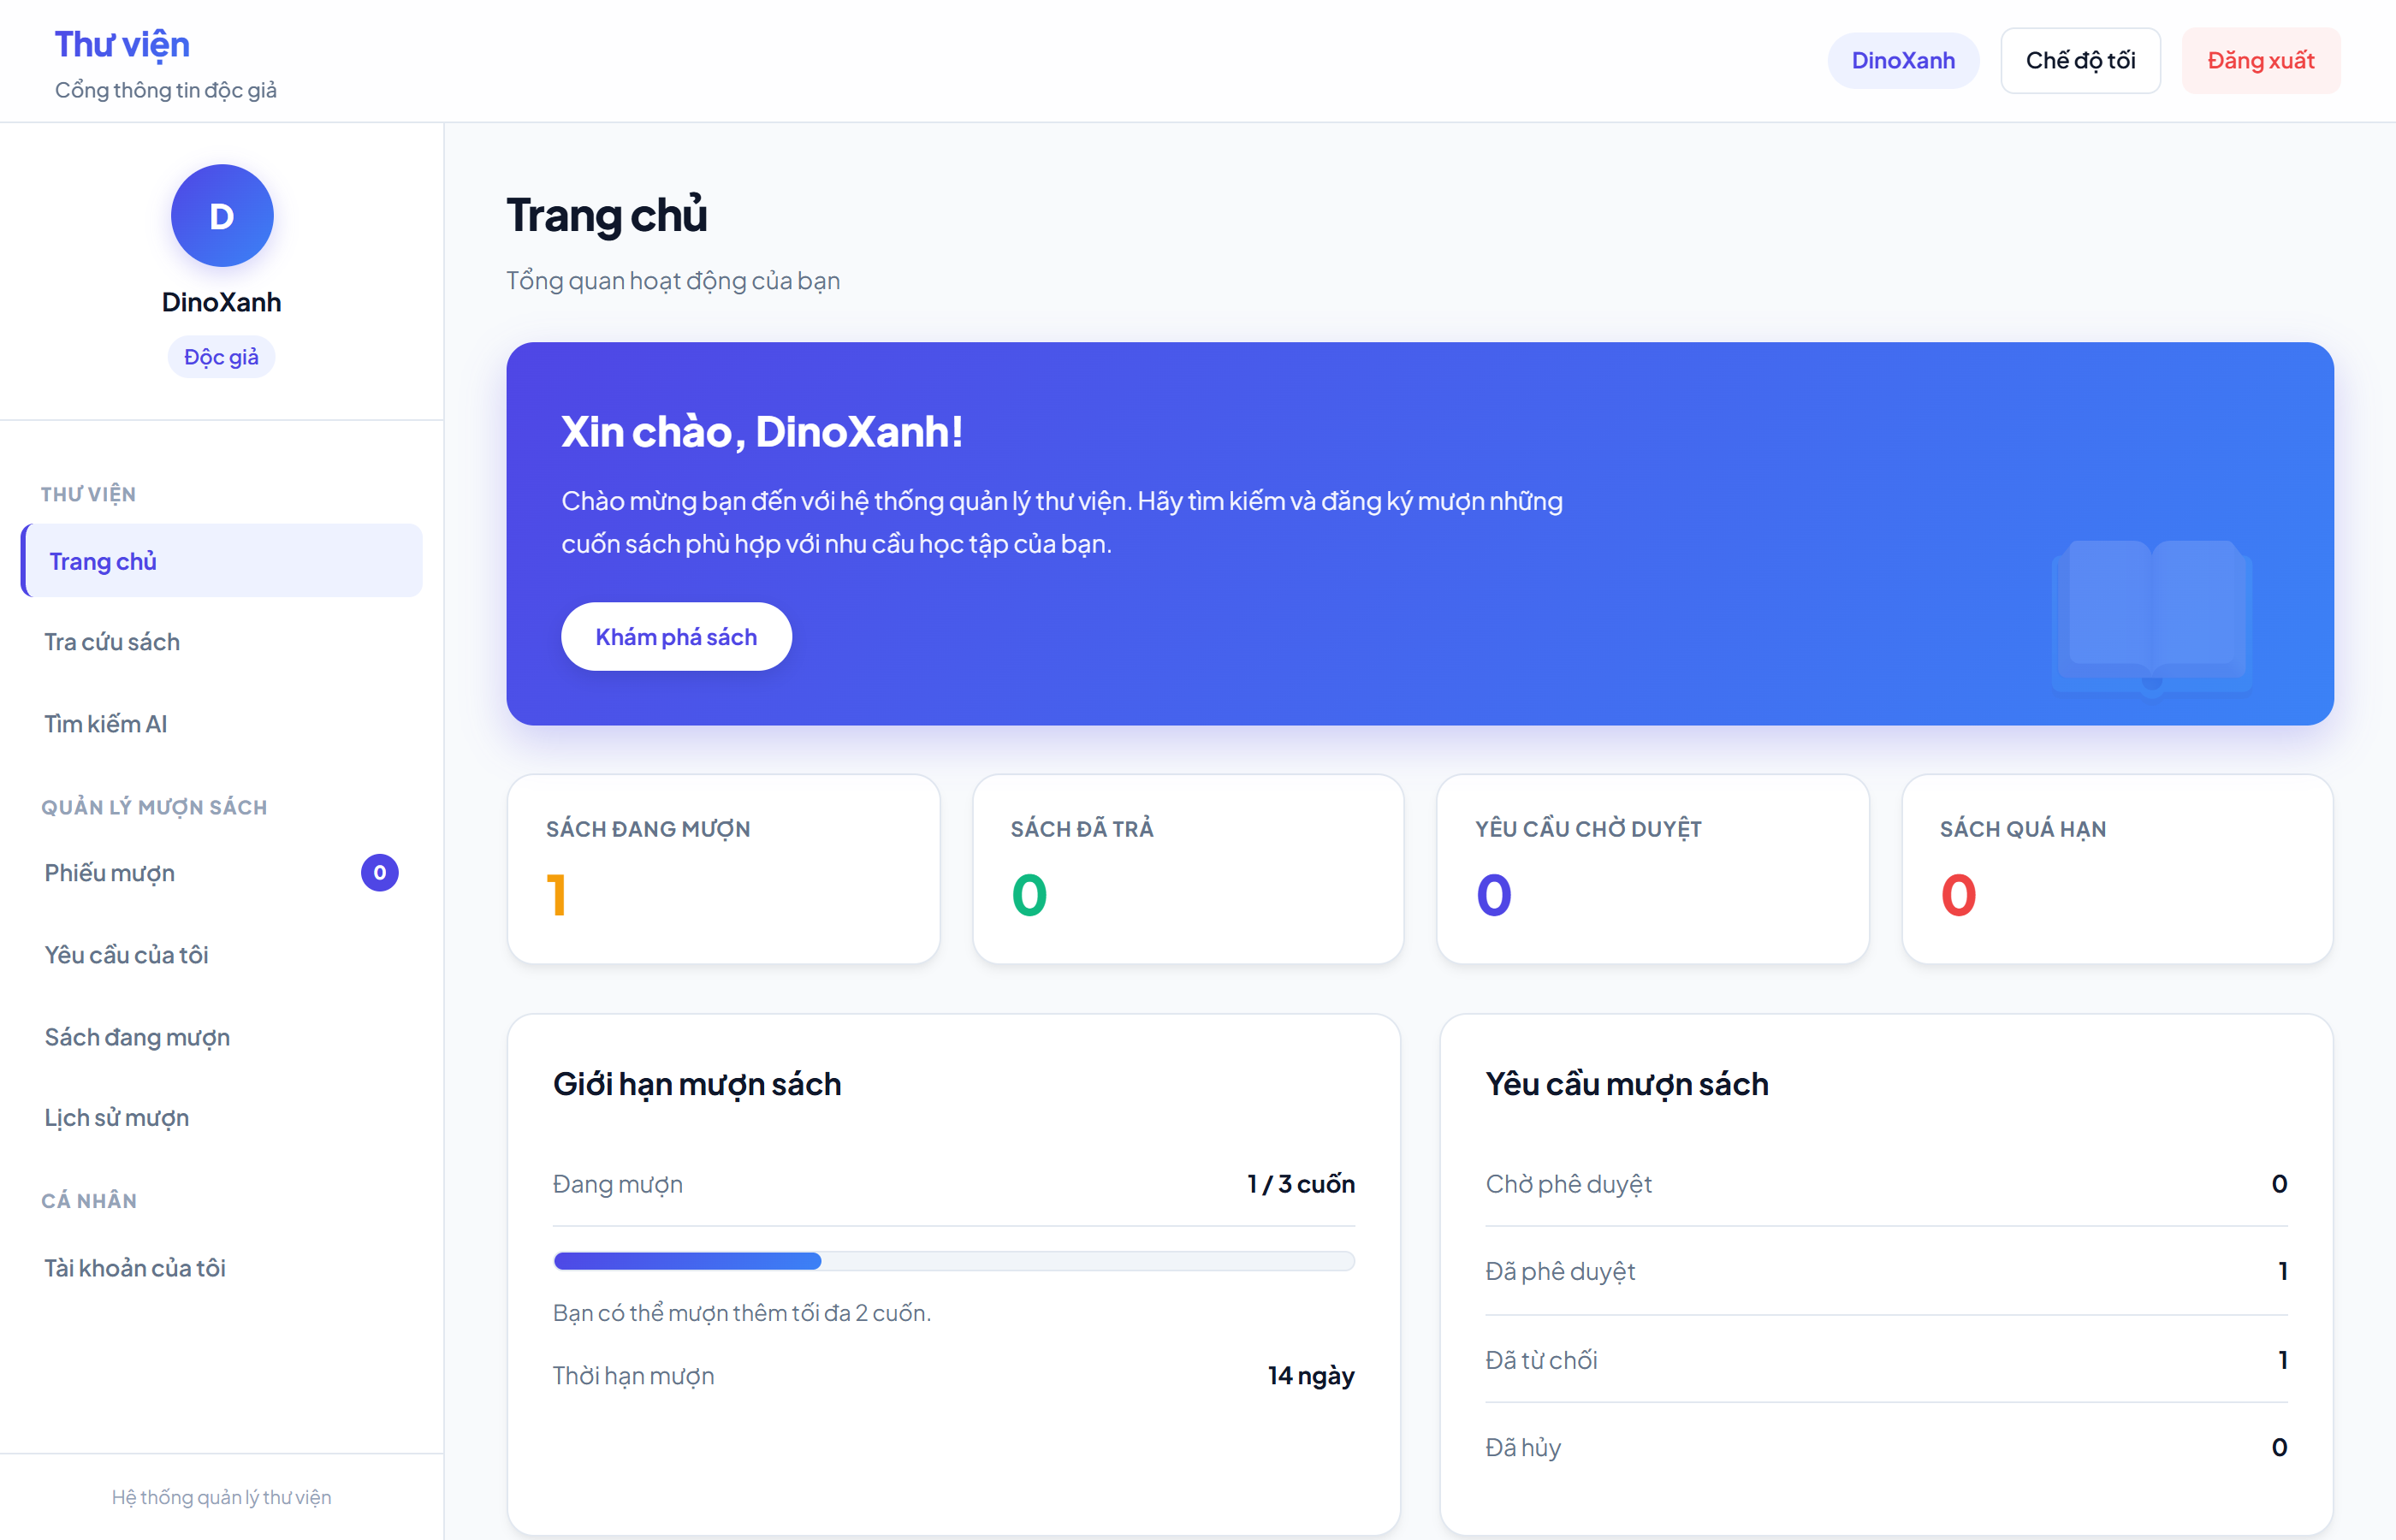 Thư viện
Cổng thông tin độc giả
DinoXanh
Chế độ tối
Đăng xuất
D
DinoXanh
Độc giả
THƯ VIỆN
Trang chủ
Tra cứu sách
Tìm kiếm AI
QUẢN LÝ MƯỢN SÁCH
Phiếu mượn
0
Yêu cầu của tôi
Sách đang mượn
Lịch sử mượn
CÁ NHÂN
Tài khoản của tôi
Hệ thống quản lý thư viện
Trang chủ
Tổng quan hoạt động của bạn
Xin chào, DinoXanh!
Chào mừng bạn đến với hệ thống quản lý thư viện. Hãy tìm kiếm và đăng ký mượn những
cuốn sách phù hợp với nhu cầu học tập của bạn.
Khám phá sách
SÁCH ĐANG MƯỢN
1
SÁCH ĐÃ TRẢ
0
YÊU CẦU CHỜ DUYỆT
0
SÁCH QUÁ HẠN
0
Giới hạn mượn sách
Đang mượn
1 / 3 cuốn
Bạn có thể mượn thêm tối đa 2 cuốn.
Thời hạn mượn
14 ngày
Yêu cầu mượn sách
Chờ phê duyệt
0
Đã phê duyệt
1
Đã từ chối
1
Đã hủy
0